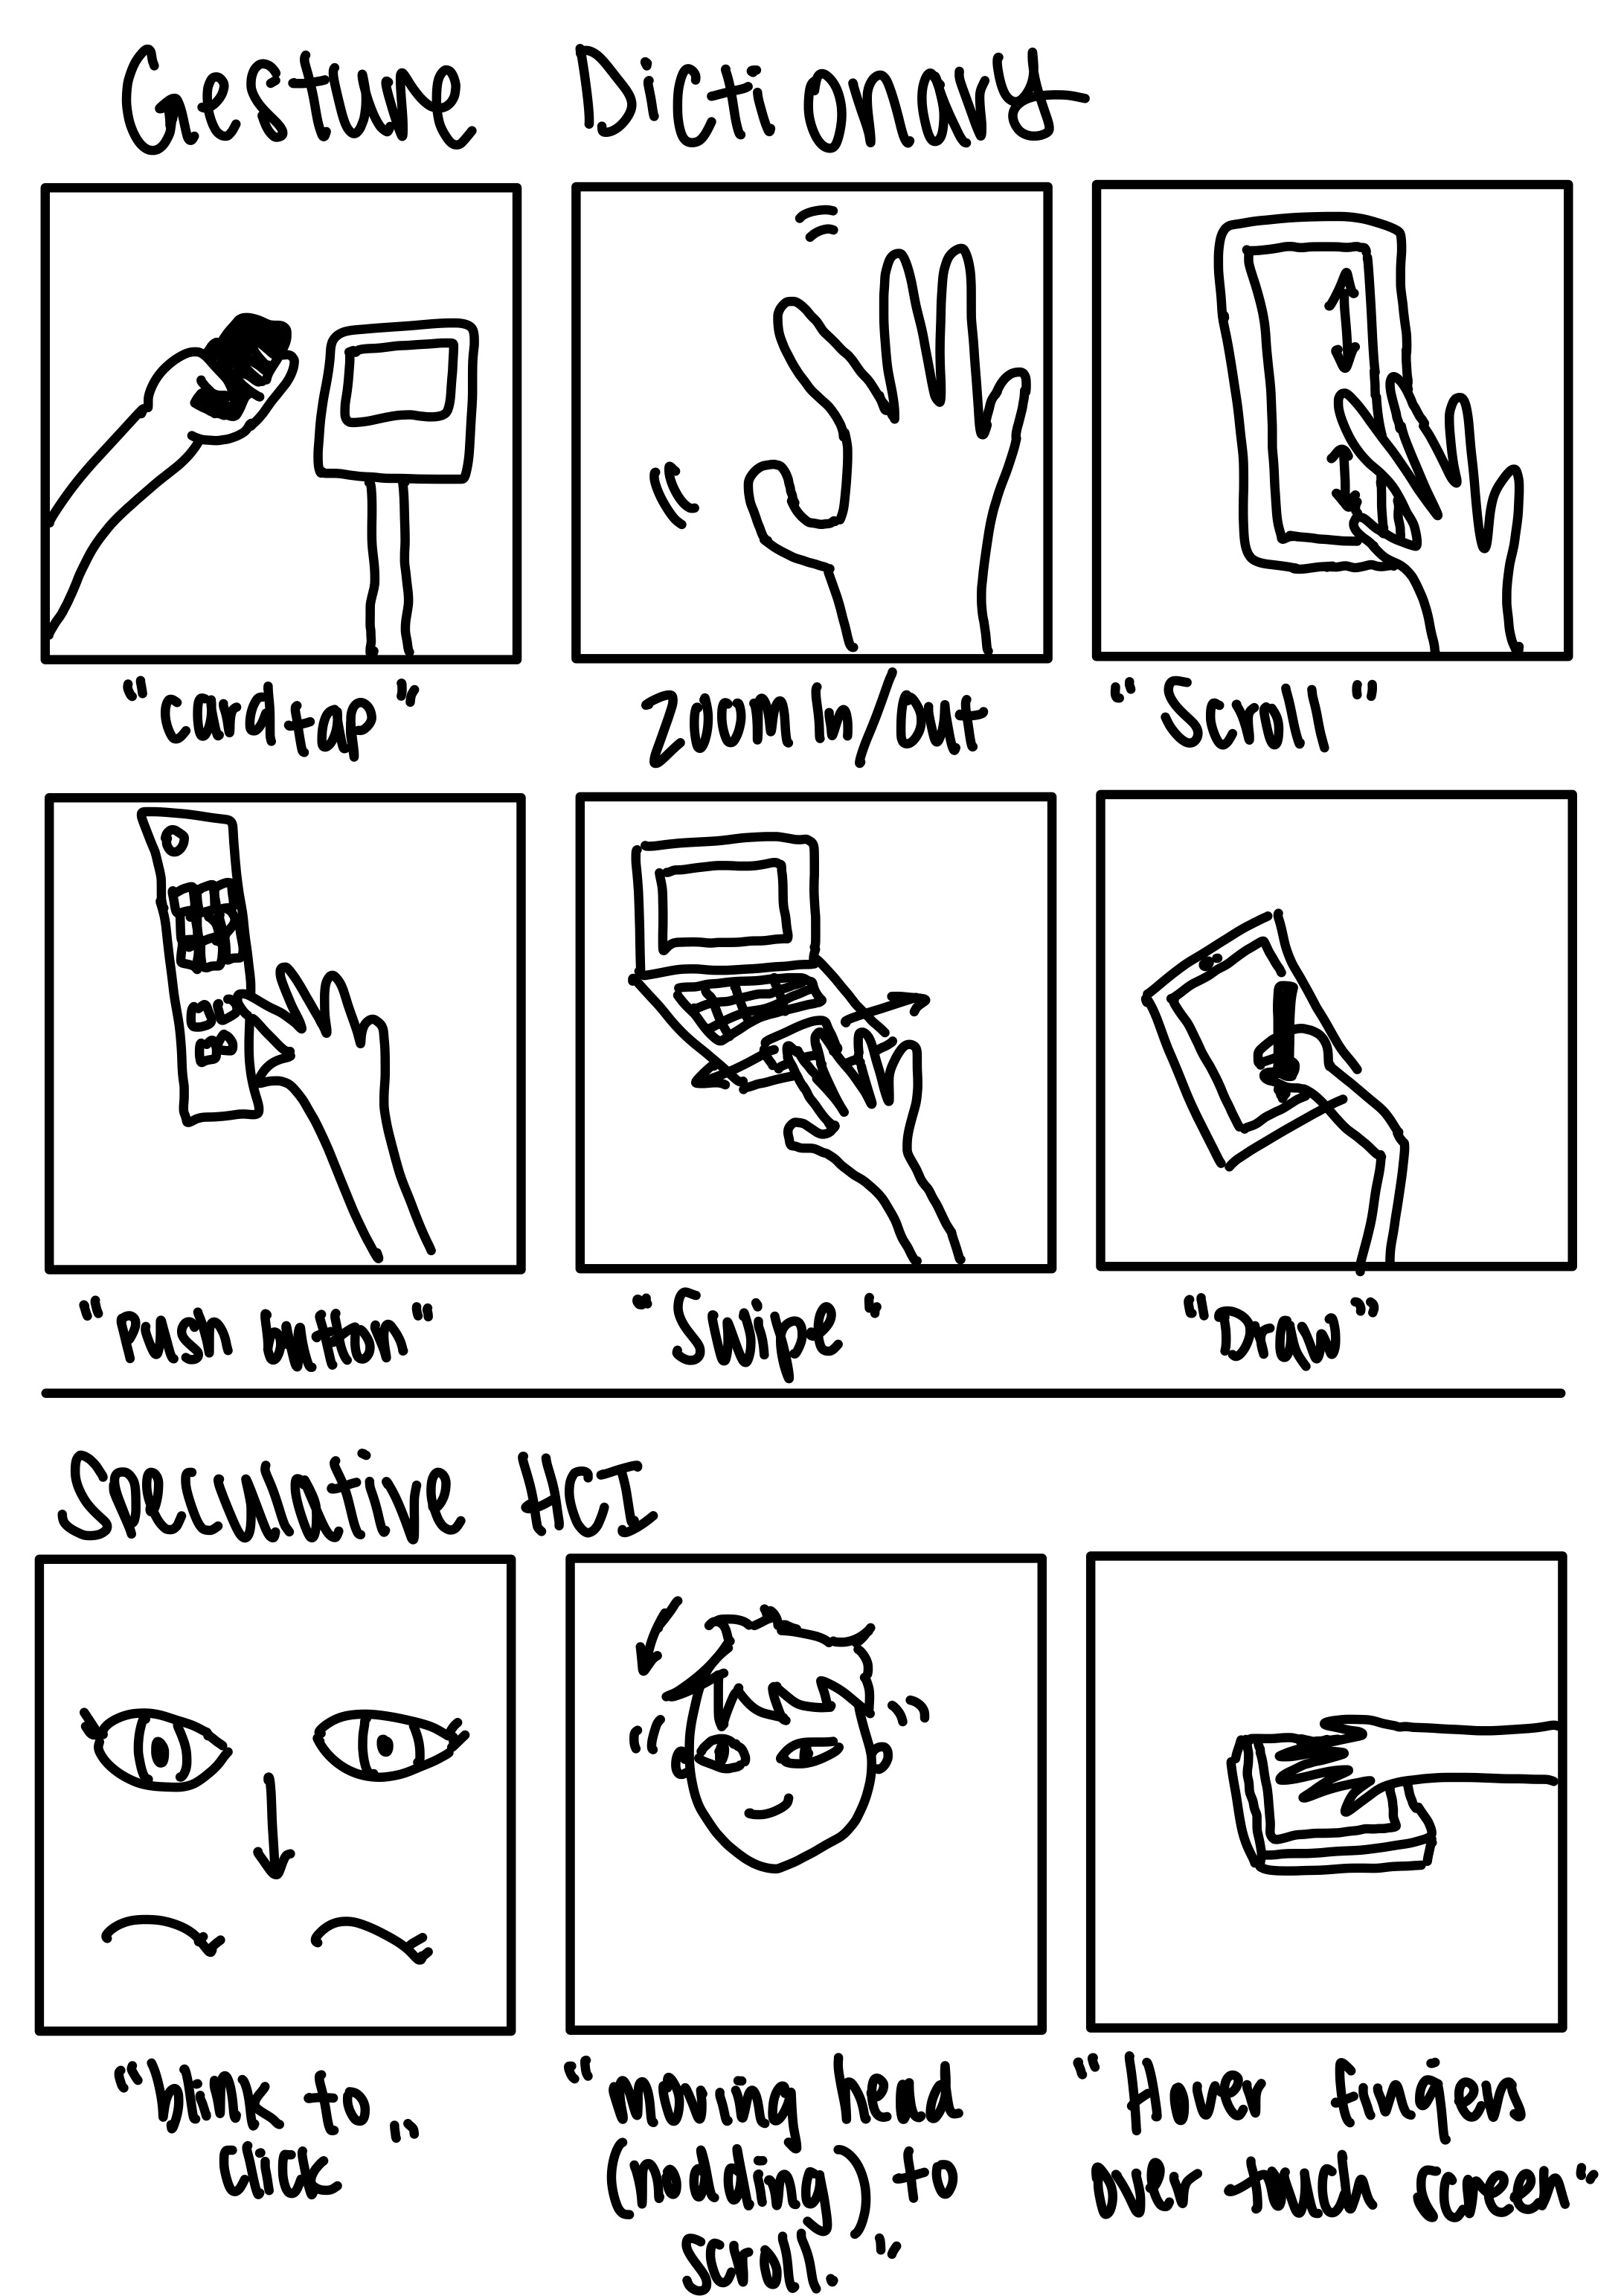 Gesture Dictionary
"Card tap"
Zoom In/Out
"Scroll"
"Push button"
"Swipe"
"Draw"
Speculative HCI
"Wink to
Click"
"moving head
(nodding) to
scroll."
"Hover fingers
over touch screen"